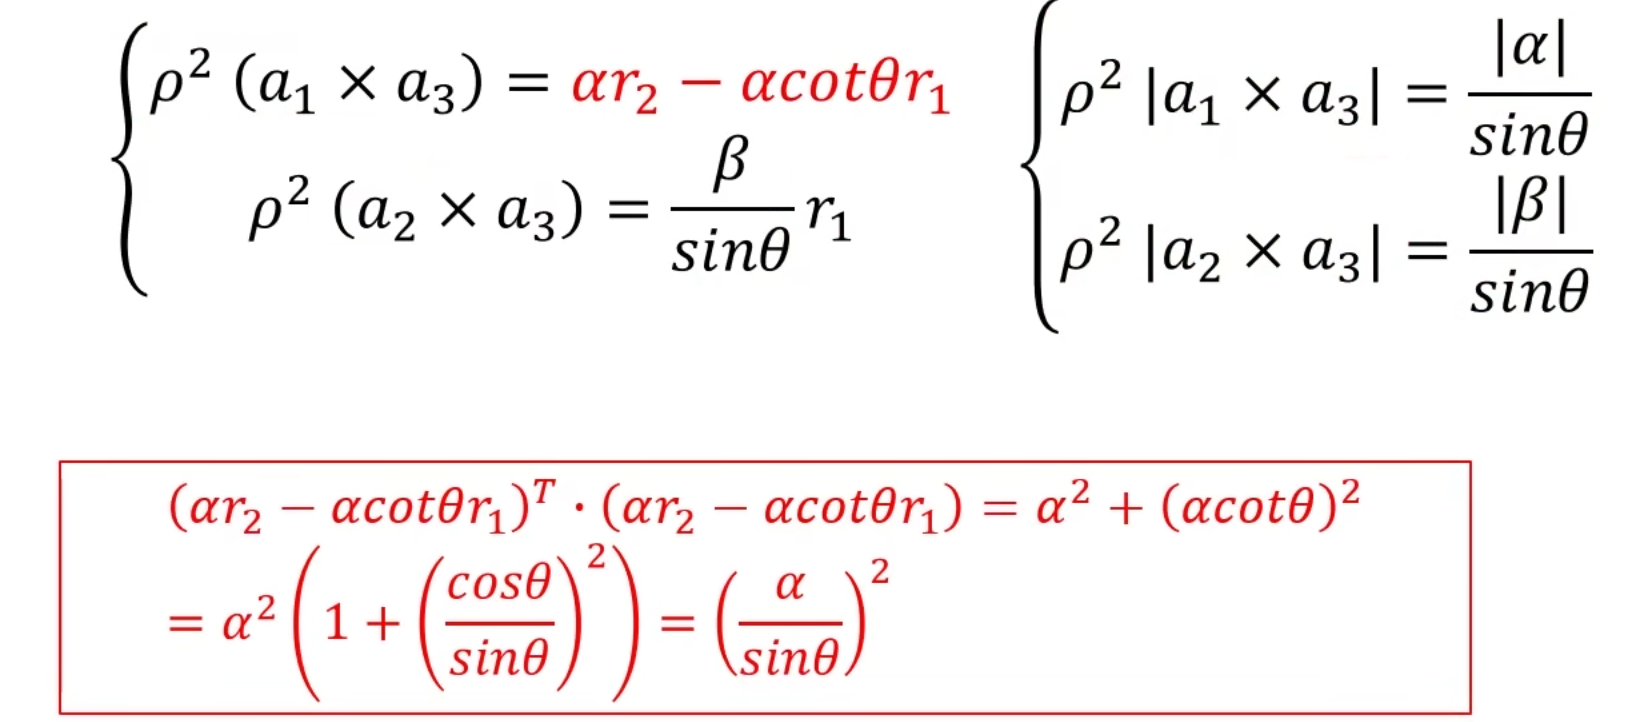 ρ² (a₁ × a₃) = αr₂ − αcotθr₁
ρ² (a₂ × a₃) = β/sinθ r₁
ρ² |a₁ × a₃| = |α|/sinθ
ρ² |a₂ × a₃| = |β|/sinθ
(αr₂ − αcotθr₁)ᵀ · (αr₂ − αcotθr₁) = α² + (αcotθ)²
= α² (1 + (cosθ/sinθ)²) = (α/sinθ)²